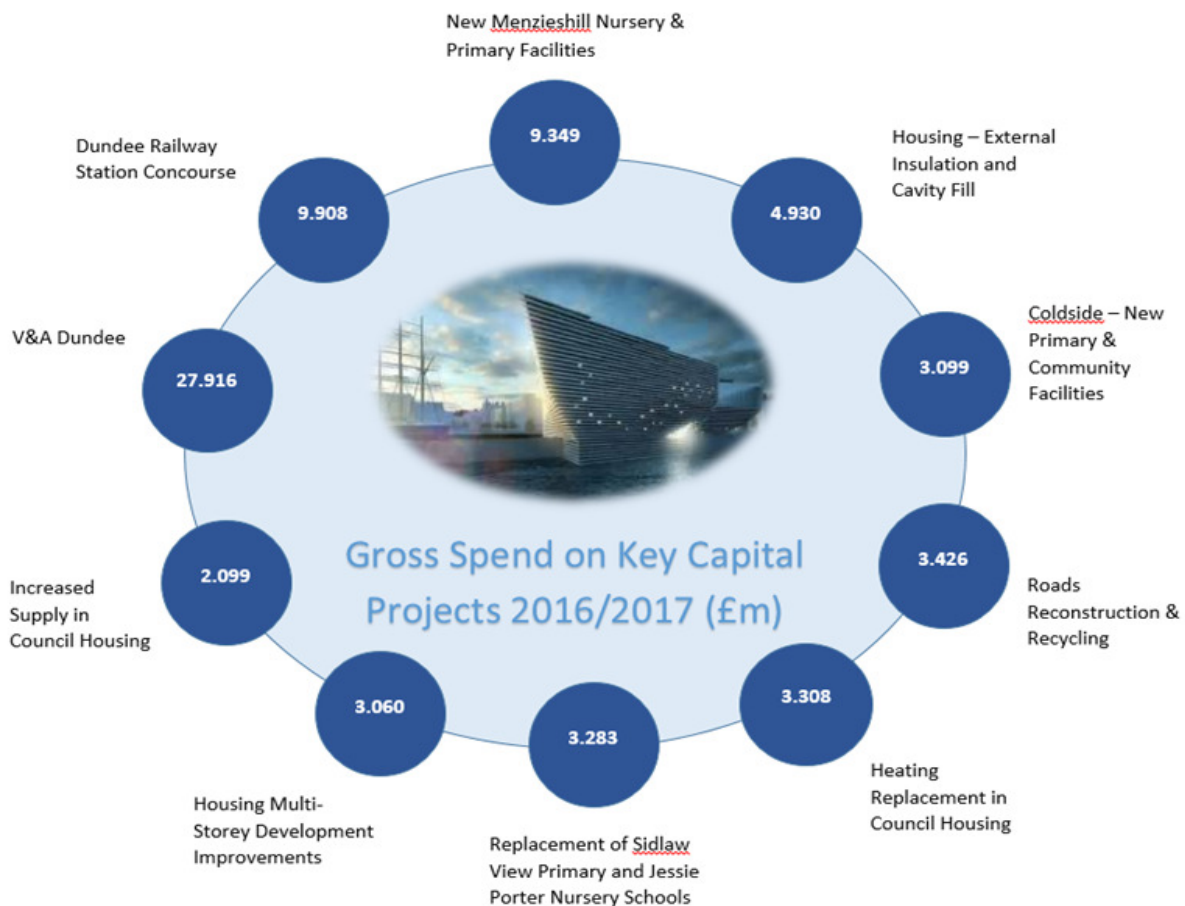 New Menzieshill Nursery &
Primary Facilities
9.349
Housing – External
Insulation and
Cavity Fill
4.930
Coldside – New
Primary &
Community
Facilities
3.099
3.426
Roads
Reconstruction &
Recycling
3.308
Heating
Replacement in
Council Housing
3.283
Replacement of Sidlaw
View Primary and Jessie
Porter Nursery Schools
3.060
Housing Multi-
Storey Development
Improvements
2.099
Increased
Supply in
Council Housing
V&A Dundee
27.916
Dundee Railway
Station Concourse
9.908
Gross Spend on Key Capital
Projects 2016/2017 (£m)